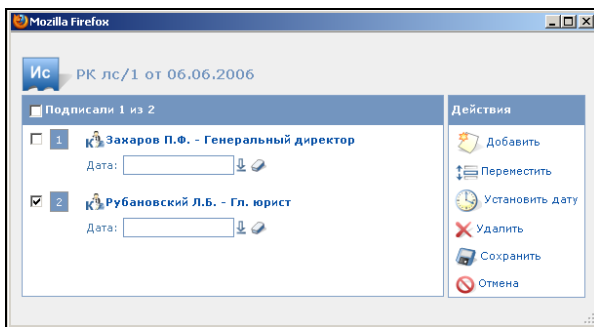 Mozilla Firefox
Ис РК лс/1 от 06.06.2006
Подписали 1 из 2
Действия
1 К Захаров П.Ф. - Генеральный директор
Дата:
2 К Рубановский Л.Б. - Гл. юрист
Дата:
Добавить
Переместить
Установить дату
Удалить
Сохранить
Отмена